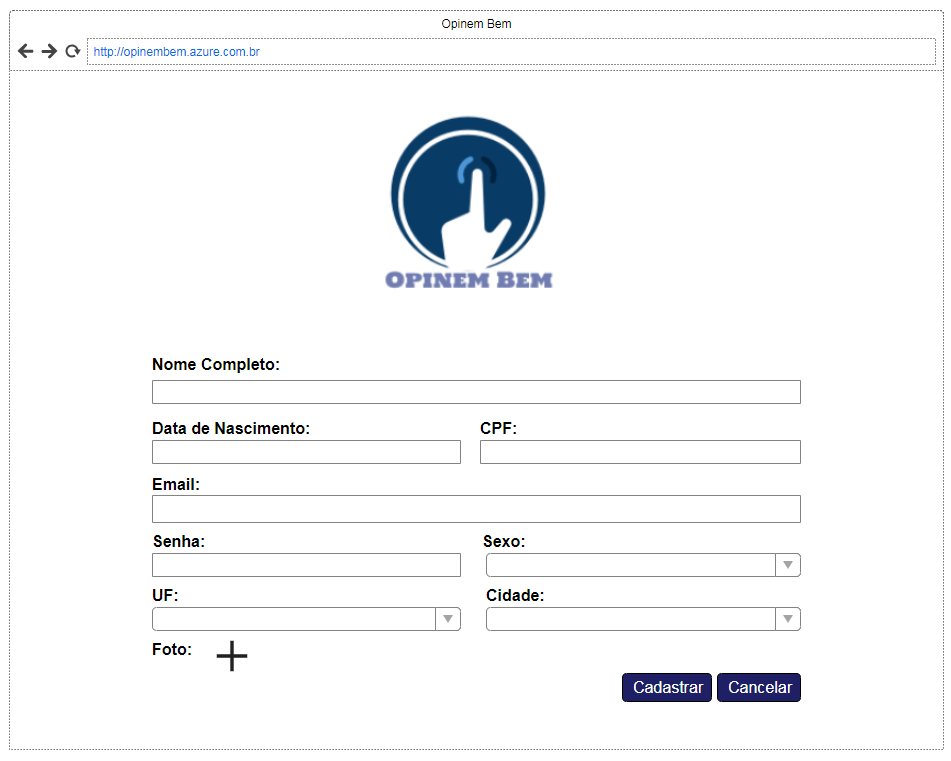 Opinem Bem
http://opinembem.azure.com.br
OPINEM BEM
Nome Completo:
Data de Nascimento: CPF:
Email:
Senha: Sexo:
UF: Cidade:
Foto:
Cadastrar Cancelar